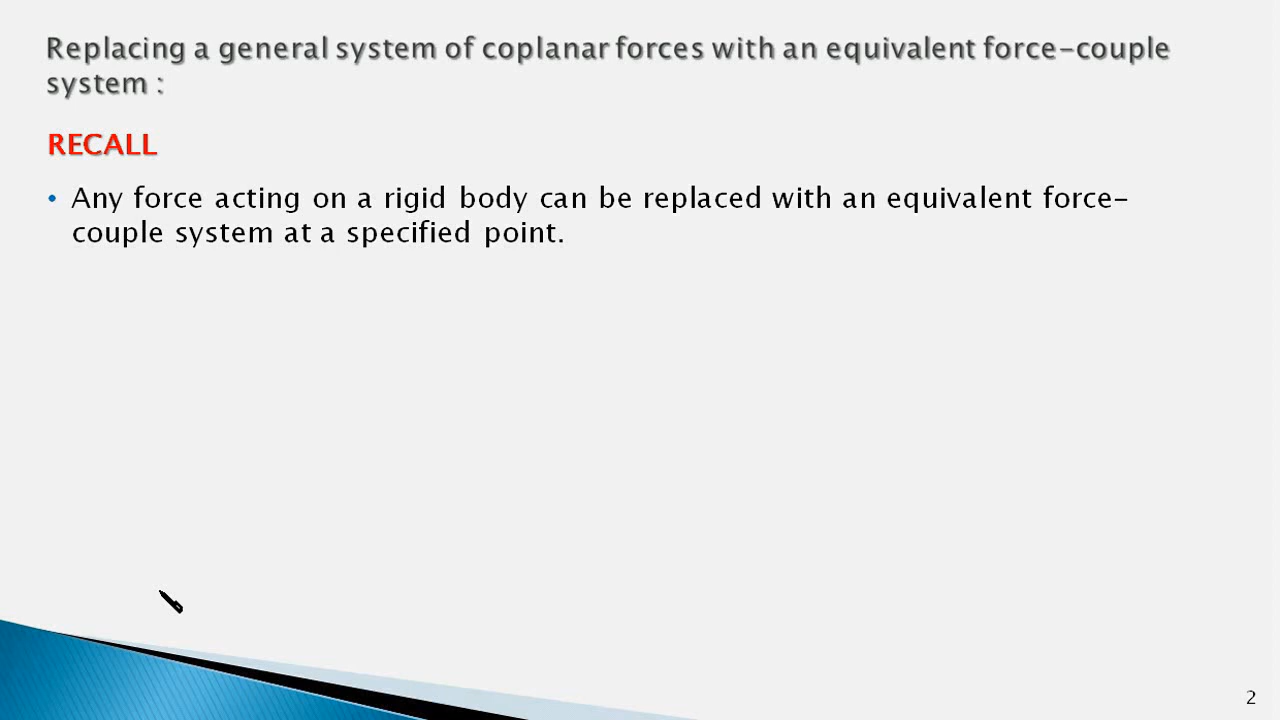 Replacing a general system of coplanar forces with an equivalent force-couple
system :
RECALL
• Any force acting on a rigid body can be replaced with an equivalent force-
couple system at a specified point.
2